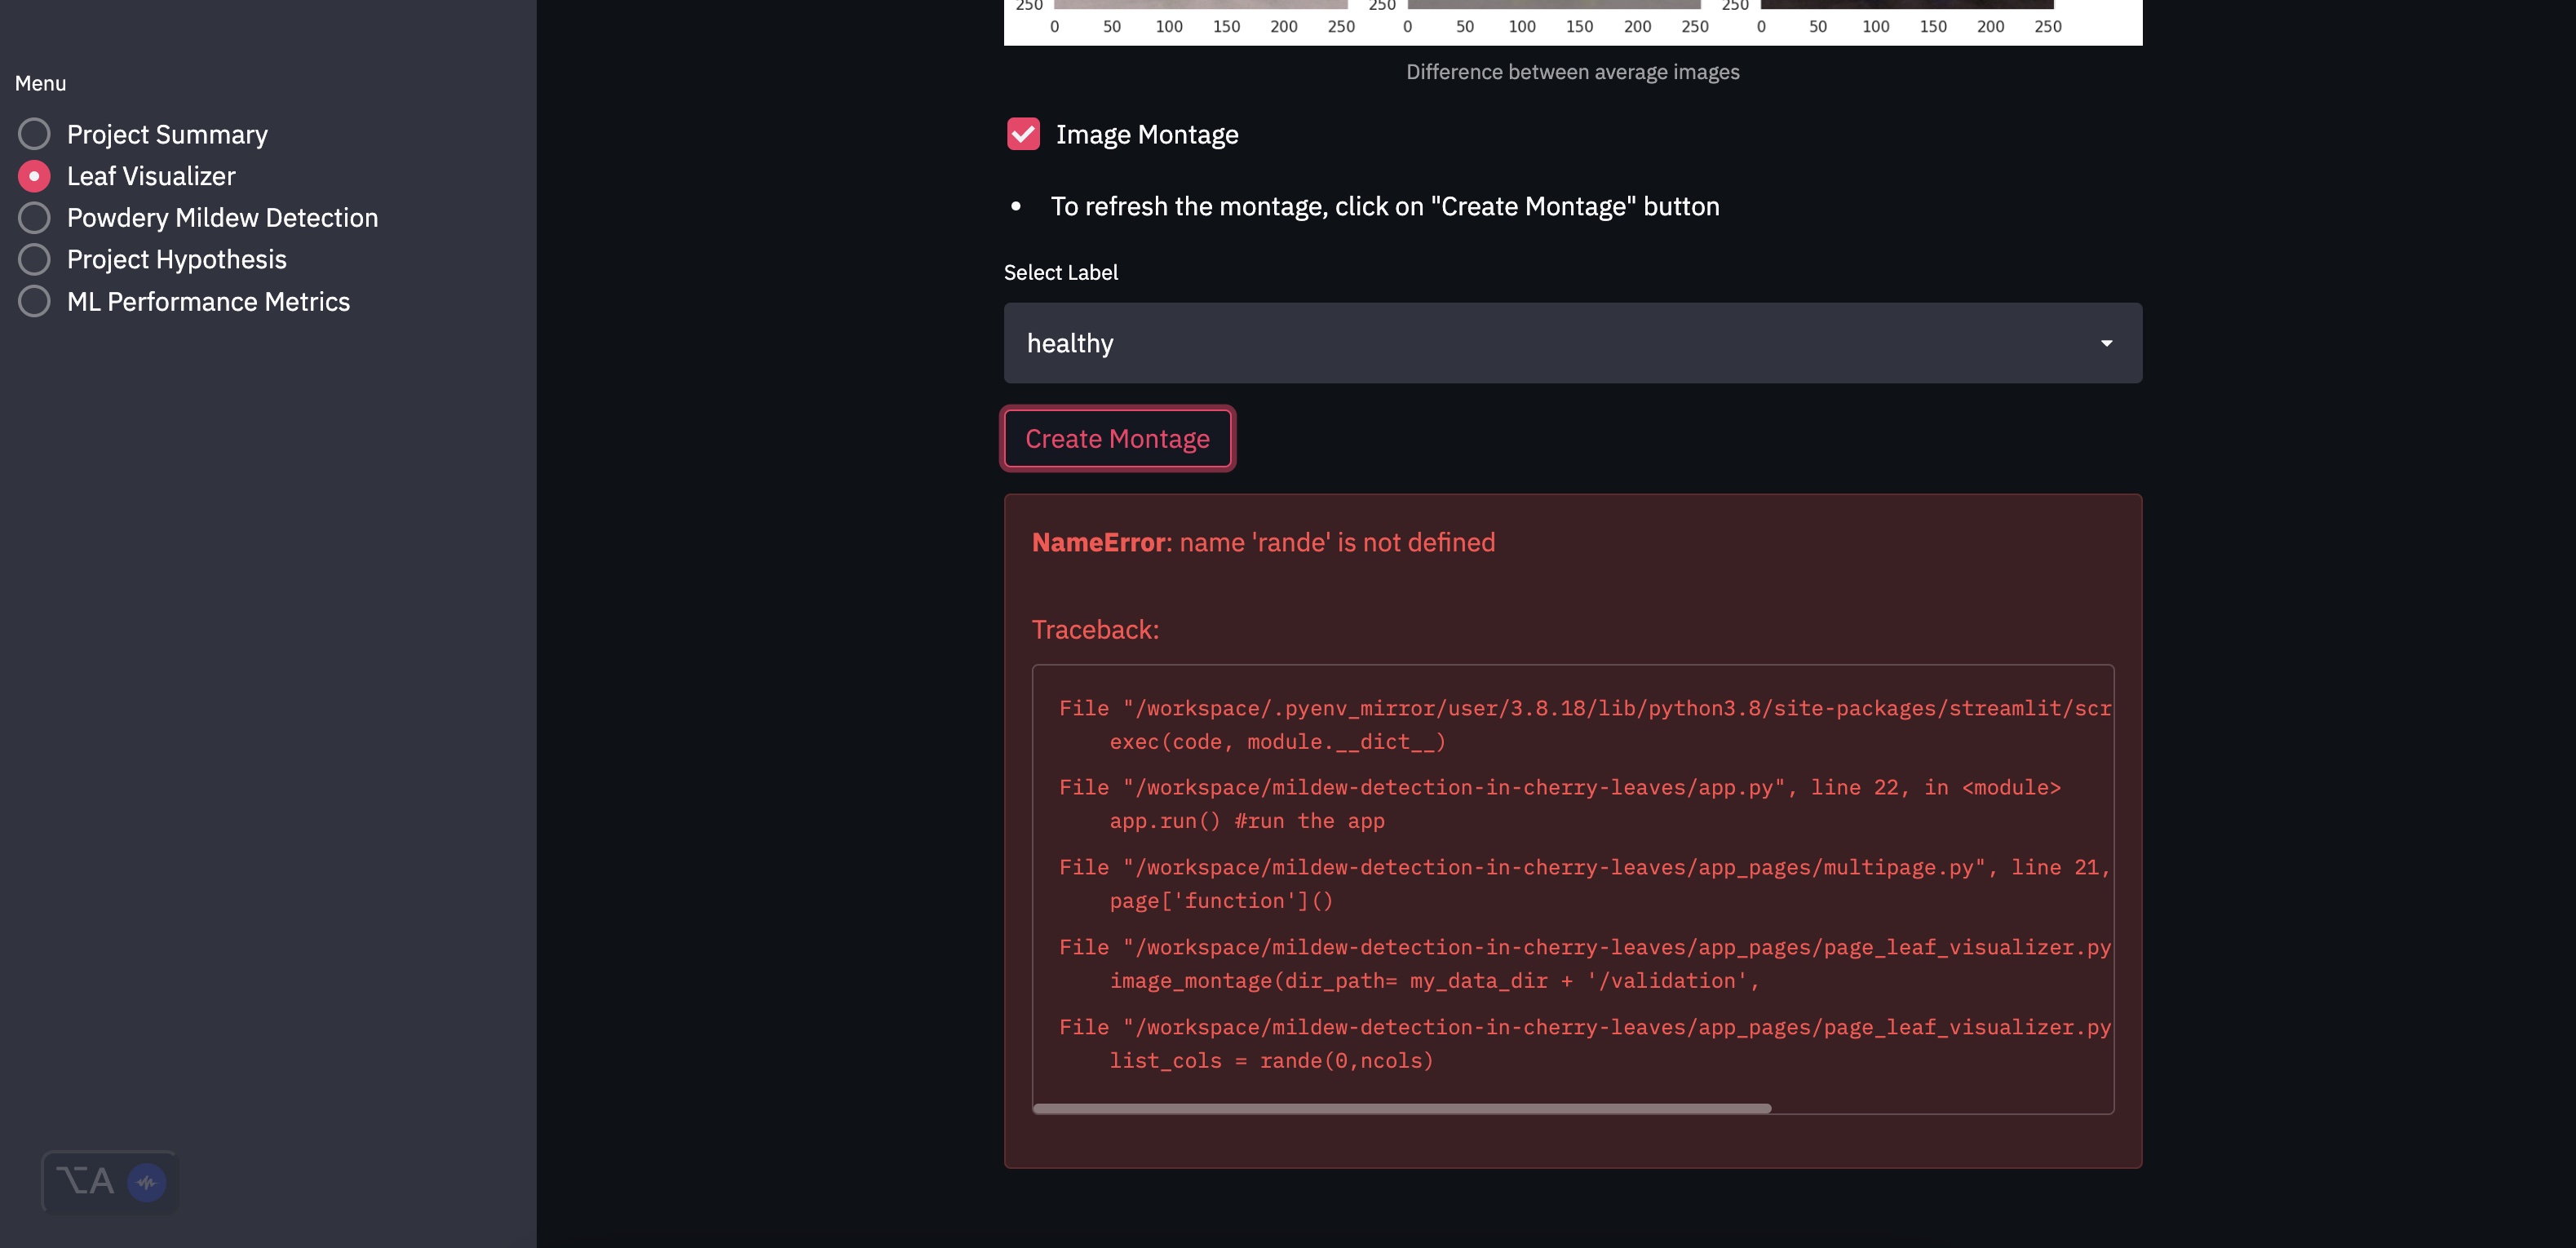 Menu
Project Summary
Leaf Visualizer
Powdery Mildew Detection
Project Hypothesis
ML Performance Metrics
⌥A
250 250 250
0 50 100 150 200 250 0 50 100 150 200 250 0 50 100 150 200 250
Difference between average images
Image Montage
• To refresh the montage, click on "Create Montage" button
Select Label
healthy
Create Montage
NameError: name 'rande' is not defined
Traceback:
File "/workspace/.pyenv_mirror/user/3.8.18/lib/python3.8/site-packages/streamlit/scr
exec(code, module.__dict__)
File "/workspace/mildew-detection-in-cherry-leaves/app.py", line 22, in <module>
app.run() #run the app
File "/workspace/mildew-detection-in-cherry-leaves/app_pages/multipage.py", line 21,
page['function']()
File "/workspace/mildew-detection-in-cherry-leaves/app_pages/page_leaf_visualizer.py
image_montage(dir_path= my_data_dir + '/validation',
File "/workspace/mildew-detection-in-cherry-leaves/app_pages/page_leaf_visualizer.py
list_cols = rande(0,ncols)